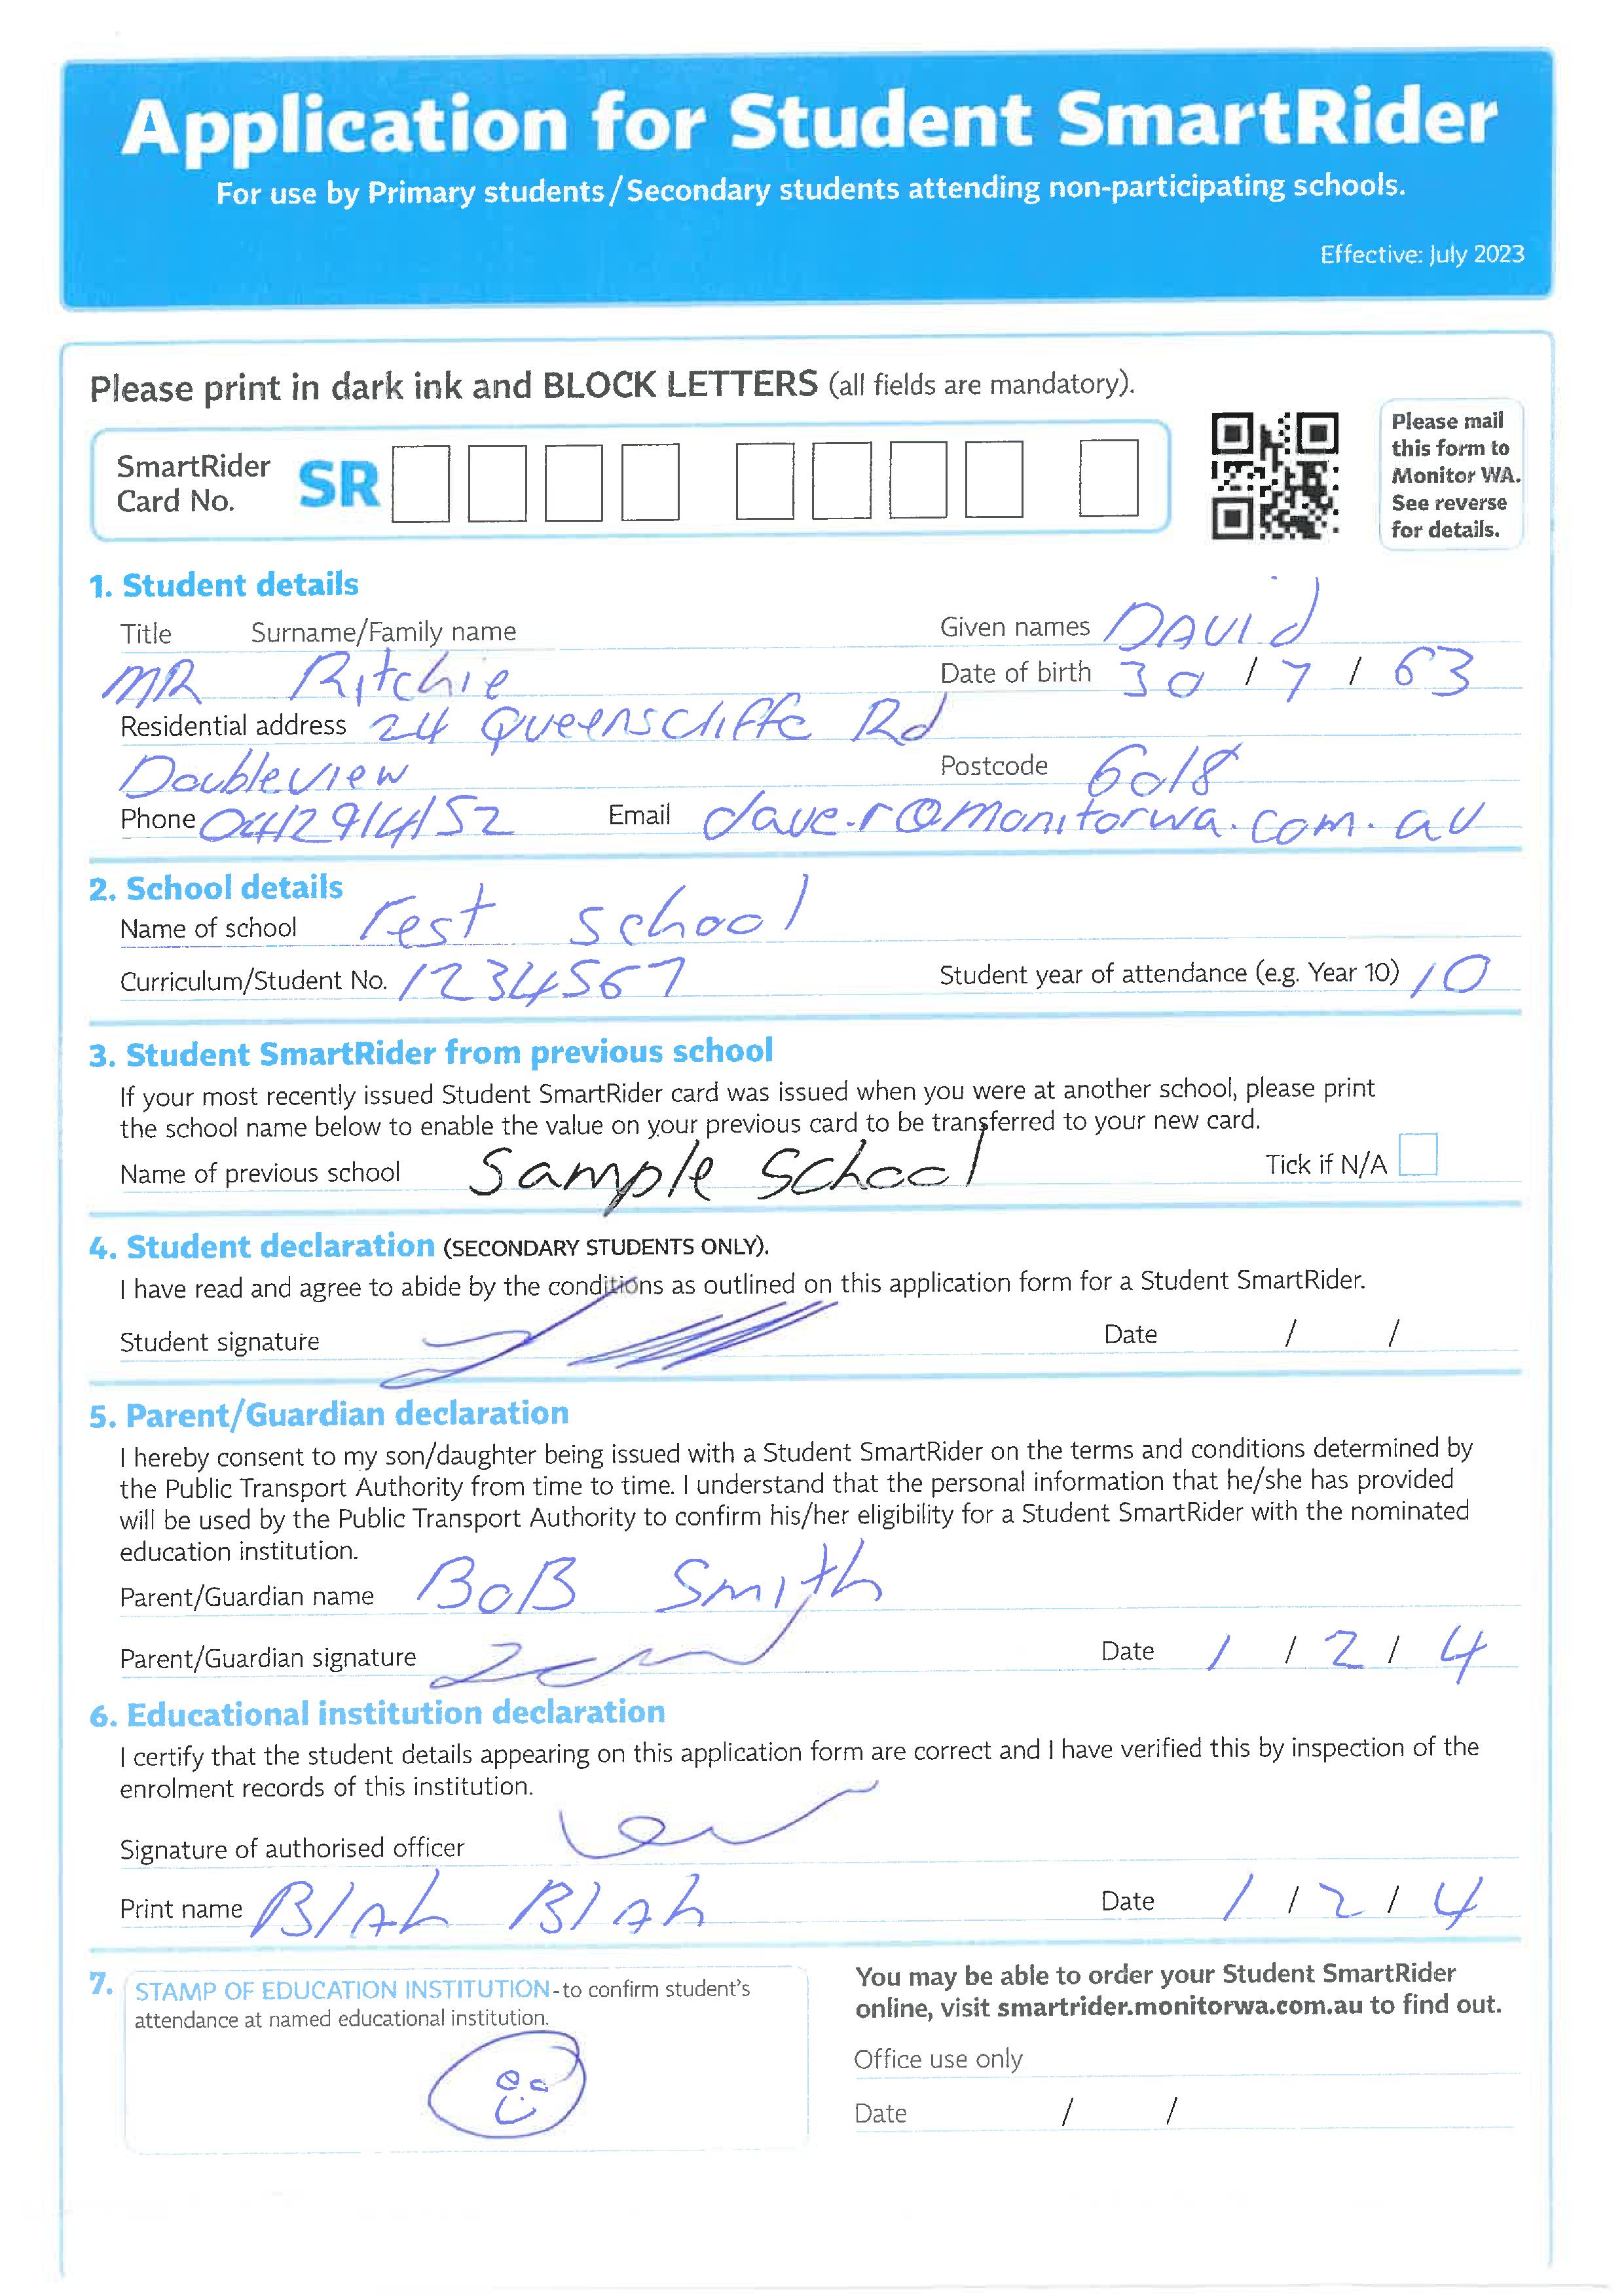 Application for Student SmartRider
For use by Primary students/Secondary students attending non-participating schools.
Effective: July 2023
Please print in dark ink and BLOCK LETTERS (all fields are mandatory).
SmartRider
Card No.
SR
Please mail
this form to
Monitor WA.
See reverse
for details.
1. Student details
Title Surname/Family name Given names DAVid
MR Ritchie Date of birth 30 / 7 / 63
Residential address 24 Queenscliffe Rd
Doubleview Postcode 6018
Phone 0412914152 Email dave.r@monitorwa.com.au
2. School details
Name of school Test school
Curriculum/Student No. 1234567 Student year of attendance (e.g. Year 10) 10
3. Student SmartRider from previous school
If your most recently issued Student SmartRider card was issued when you were at another school, please print
the school name below to enable the value on your previous card to be transferred to your new card.
Name of previous school Sample School Tick if N/A
4. Student declaration (SECONDARY STUDENTS ONLY).
I have read and agree to abide by the conditions as outlined on this application form for a Student SmartRider.
Student signature Date / /
5. Parent/Guardian declaration
I hereby consent to my son/daughter being issued with a Student SmartRider on the terms and conditions determined by
the Public Transport Authority from time to time. I understand that the personal information that he/she has provided
will be used by the Public Transport Authority to confirm his/her eligibility for a Student SmartRider with the nominated
education institution.
Parent/Guardian name BoB Smith
Parent/Guardian signature Date 1 / 2 / 4
6. Educational institution declaration
I certify that the student details appearing on this application form are correct and I have verified this by inspection of the
enrolment records of this institution.
Signature of authorised officer
Print name BlAh BlAh Date 1 / 2 / 4
7. STAMP OF EDUCATION INSTITUTION - to confirm student's
attendance at named educational institution.
You may be able to order your Student SmartRider
online, visit smartrider.monitorwa.com.au to find out.
Office use only
Date / /